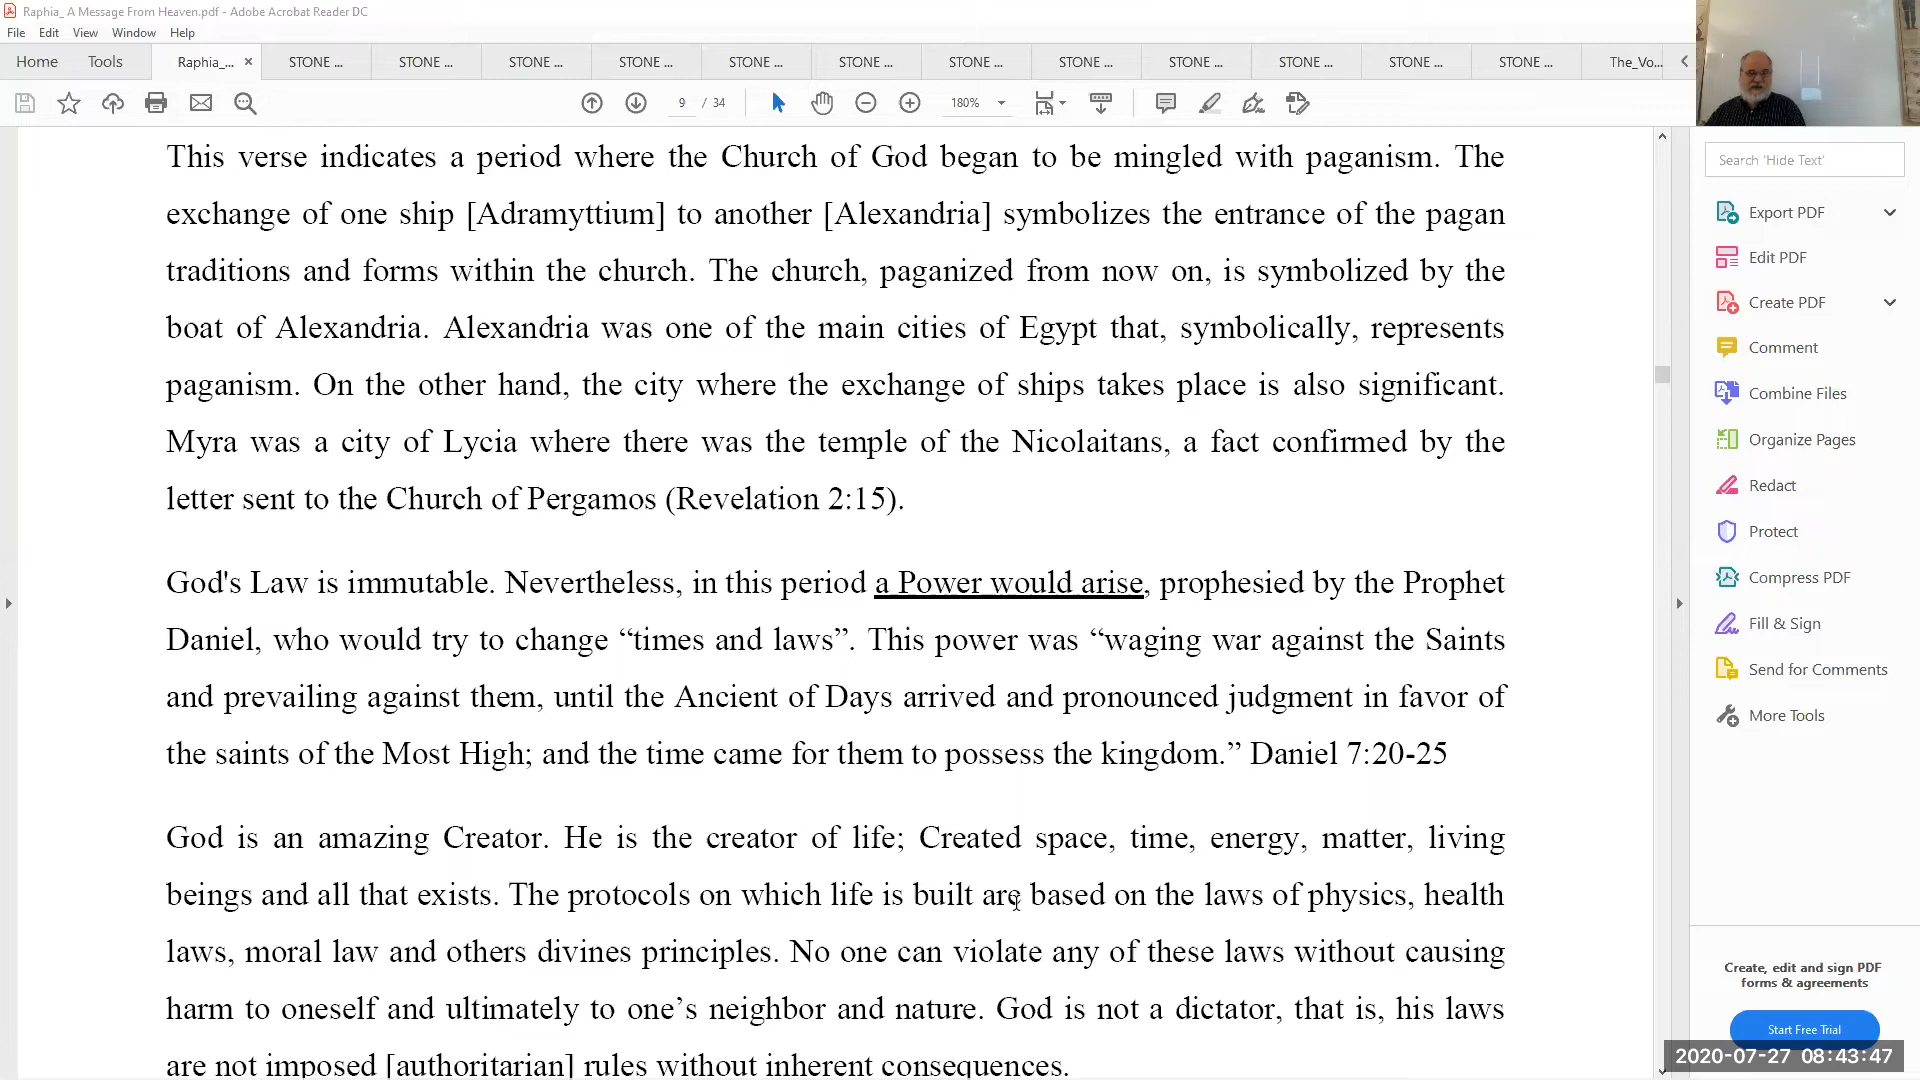 Raphia_ A Message From Heaven.pdf - Adobe Acrobat Reader DC
File Edit View Window Help
Home Tools Raphia_... × STONE ... STONE ... STONE ... STONE ... STONE ... STONE ... STONE ... STONE ... STONE ... STONE ... STONE ... STONE ... The_Vo...
9 / 34 180%
This verse indicates a period where the Church of God began to be mingled with paganism. The
exchange of one ship [Adramyttium] to another [Alexandria] symbolizes the entrance of the pagan
traditions and forms within the church. The church, paganized from now on, is symbolized by the
boat of Alexandria. Alexandria was one of the main cities of Egypt that, symbolically, represents
paganism. On the other hand, the city where the exchange of ships takes place is also significant.
Myra was a city of Lycia where there was the temple of the Nicolaitans, a fact confirmed by the
letter sent to the Church of Pergamos (Revelation 2:15).
God's Law is immutable. Nevertheless, in this period a Power would arise, prophesied by the Prophet
Daniel, who would try to change “times and laws”. This power was “waging war against the Saints
and prevailing against them, until the Ancient of Days arrived and pronounced judgment in favor of
the saints of the Most High; and the time came for them to possess the kingdom.” Daniel 7:20-25
God is an amazing Creator. He is the creator of life; Created space, time, energy, matter, living
beings and all that exists. The protocols on which life is built are based on the laws of physics, health
laws, moral law and others divines principles. No one can violate any of these laws without causing
harm to oneself and ultimately to one’s neighbor and nature. God is not a dictator, that is, his laws
are not imposed [authoritarian] rules without inherent consequences.
Search 'Hide Text'
Export PDF
Edit PDF
Create PDF
Comment
Combine Files
Organize Pages
Redact
Protect
Compress PDF
Fill & Sign
Send for Comments
More Tools
Create, edit and sign PDF
forms & agreements
Start Free Trial
2020-07-27 08:43:47